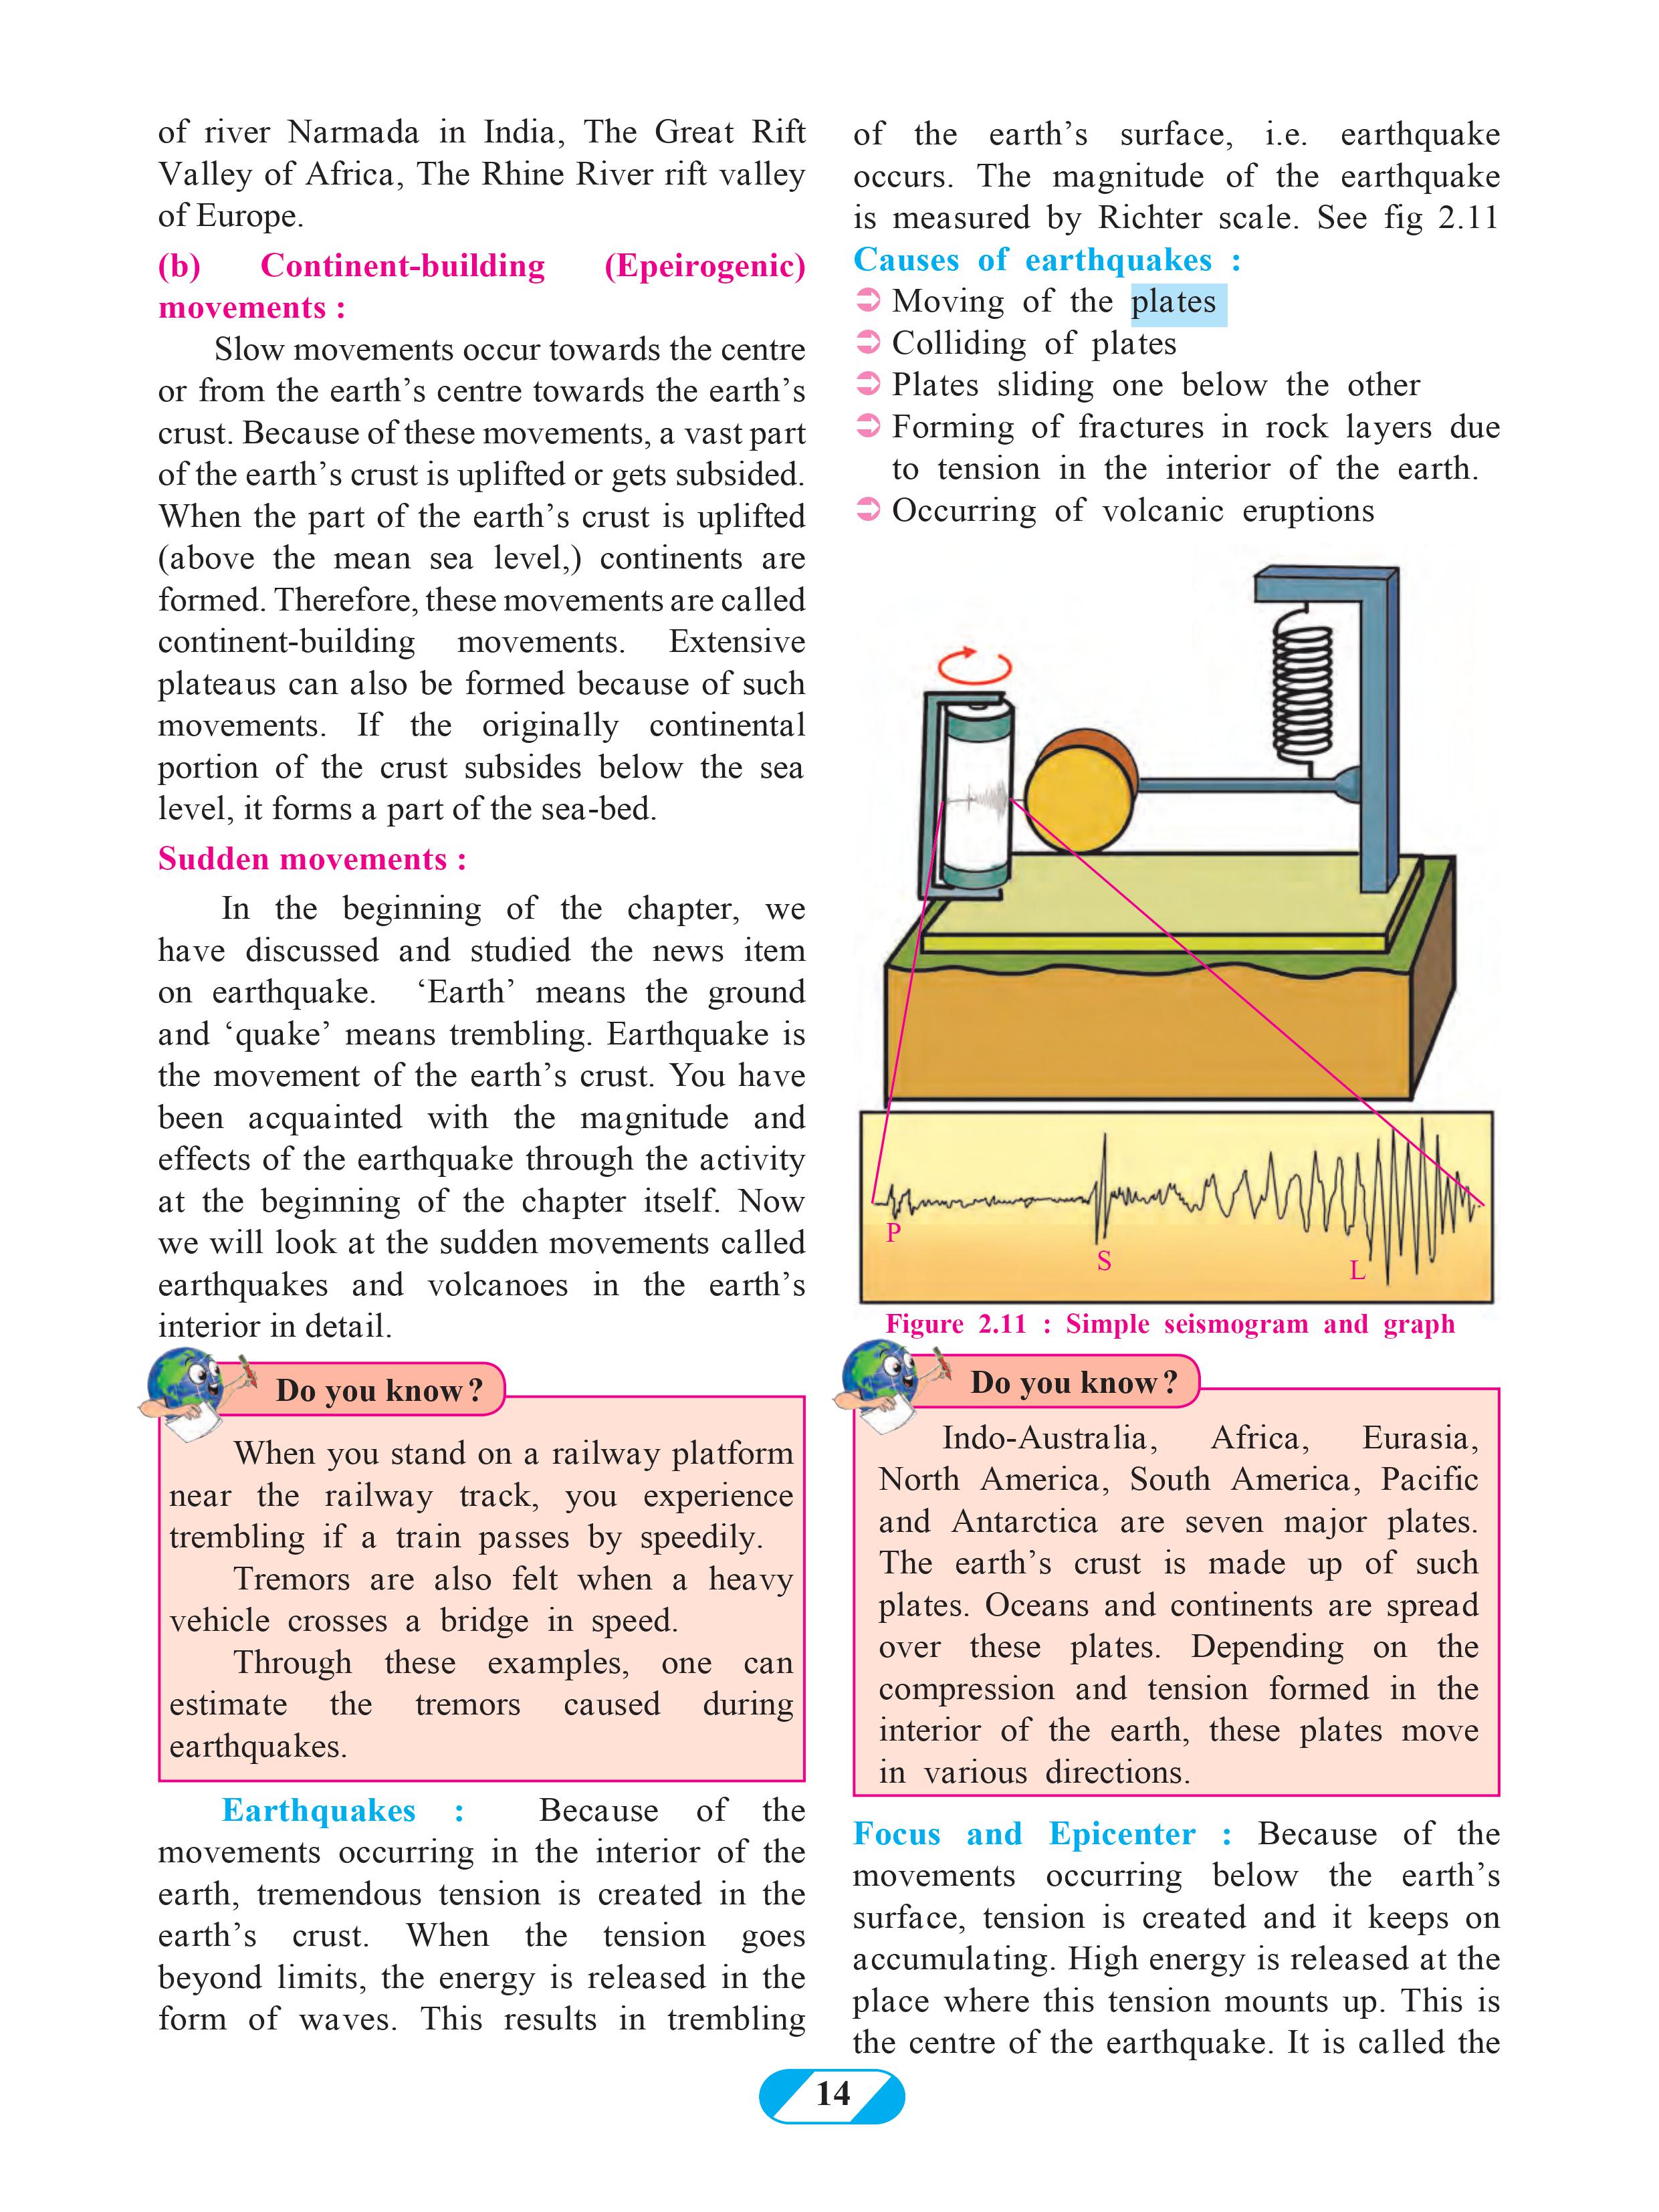 of river Narmada in India, The Great Rift
Valley of Africa, The Rhine River rift valley
of Europe.
(b) Continent-building (Epeirogenic)
movements :
Slow movements occur towards the centre
or from the earth’s centre towards the earth’s
crust. Because of these movements, a vast part
of the earth’s crust is uplifted or gets subsided.
When the part of the earth’s crust is uplifted
(above the mean sea level,) continents are
formed. Therefore, these movements are called
continent-building movements. Extensive
plateaus can also be formed because of such
movements. If the originally continental
portion of the crust subsides below the sea
level, it forms a part of the sea-bed.
Sudden movements :
In the beginning of the chapter, we
have discussed and studied the news item
on earthquake. ‘Earth’ means the ground
and ‘quake’ means trembling. Earthquake is
the movement of the earth’s crust. You have
been acquainted with the magnitude and
effects of the earthquake through the activity
at the beginning of the chapter itself. Now
we will look at the sudden movements called
earthquakes and volcanoes in the earth’s
interior in detail.
Do you know?
When you stand on a railway platform
near the railway track, you experience
trembling if a train passes by speedily.
Tremors are also felt when a heavy
vehicle crosses a bridge in speed.
Through these examples, one can
estimate the tremors caused during
earthquakes.
Earthquakes : Because of the
movements occurring in the interior of the
earth, tremendous tension is created in the
earth’s crust. When the tension goes
beyond limits, the energy is released in the
form of waves. This results in trembling
of the earth’s surface, i.e. earthquake
occurs. The magnitude of the earthquake
is measured by Richter scale. See fig 2.11
Causes of earthquakes :
➲ Moving of the plates
➲ Colliding of plates
➲ Plates sliding one below the other
➲ Forming of fractures in rock layers due
to tension in the interior of the earth.
➲ Occurring of volcanic eruptions
P
S
L
Figure 2.11 : Simple seismogram and graph
Do you know?
Indo-Australia, Africa, Eurasia,
North America, South America, Pacific
and Antarctica are seven major plates.
The earth’s crust is made up of such
plates. Oceans and continents are spread
over these plates. Depending on the
compression and tension formed in the
interior of the earth, these plates move
in various directions.
Focus and Epicenter : Because of the
movements occurring below the earth’s
surface, tension is created and it keeps on
accumulating. High energy is released at the
place where this tension mounts up. This is
the centre of the earthquake. It is called the
14